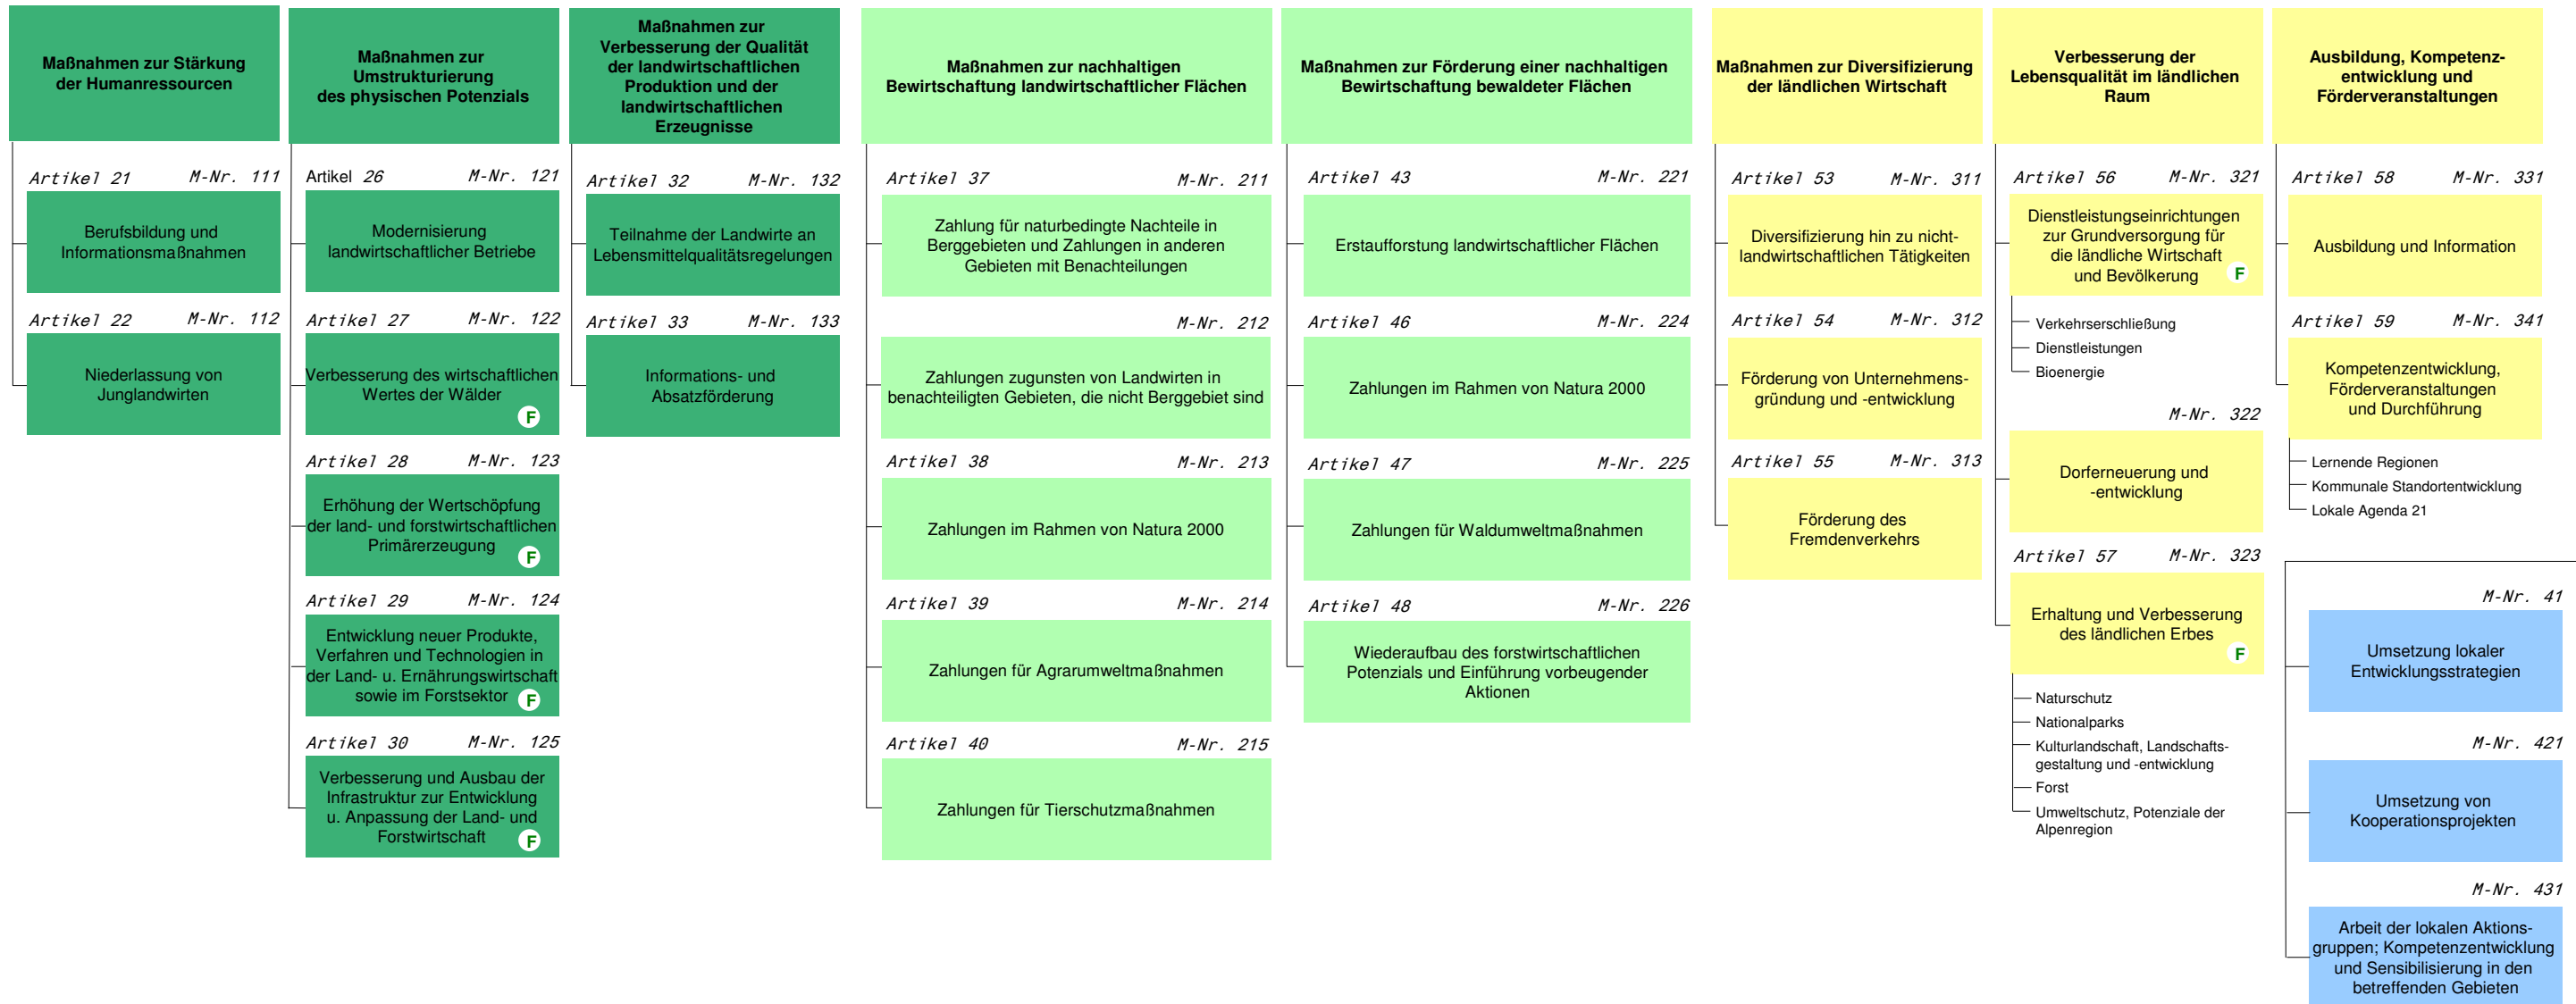 Maßnahmen zur Stärkung
der Humanressourcen
Artikel 21 M-Nr. 111
Berufsbildung und
Informationsmaßnahmen
Artikel 22 M-Nr. 112
Niederlassung von
Junglandwirten
Maßnahmen zur
Umstrukturierung
des physischen Potenzials
Artikel 26 M-Nr. 121
Modernisierung
landwirtschaftlicher Betriebe
Artikel 27 M-Nr. 122
Verbesserung des wirtschaftlichen
Wertes der Wälder
F
Artikel 28 M-Nr. 123
Erhöhung der Wertschöpfung
der land- und forstwirtschaftlichen
Primärerzeugung
F
Artikel 29 M-Nr. 124
Entwicklung neuer Produkte,
Verfahren und Technologien in
der Land- u. Ernährungswirtschaft
sowie im Forstsektor
F
Artikel 30 M-Nr. 125
Verbesserung und Ausbau der
Infrastruktur zur Entwicklung
u. Anpassung der Land- und
Forstwirtschaft
F
Maßnahmen zur
Verbesserung der Qualität
der landwirtschaftlichen
Produktion und der
landwirtschaftlichen
Erzeugnisse
Artikel 32 M-Nr. 132
Teilnahme der Landwirte an
Lebensmittelqualitätsregelungen
Artikel 33 M-Nr. 133
Informations- und
Absatzförderung
Maßnahmen zur nachhaltigen
Bewirtschaftung landwirtschaftlicher Flächen
Artikel 37 M-Nr. 211
Zahlung für naturbedingte Nachteile in
Berggebieten und Zahlungen in anderen
Gebieten mit Benachteilungen
M-Nr. 212
Zahlungen zugunsten von Landwirten in
benachteiligten Gebieten, die nicht Berggebiet sind
Artikel 38 M-Nr. 213
Zahlungen im Rahmen von Natura 2000
Artikel 39 M-Nr. 214
Zahlungen für Agrarumweltmaßnahmen
Artikel 40 M-Nr. 215
Zahlungen für Tierschutzmaßnahmen
Maßnahmen zur Förderung einer nachhaltigen
Bewirtschaftung bewaldeter Flächen
Artikel 43 M-Nr. 221
Erstaufforstung landwirtschaftlicher Flächen
Artikel 46 M-Nr. 224
Zahlungen im Rahmen von Natura 2000
Artikel 47 M-Nr. 225
Zahlungen für Waldumweltmaßnahmen
Artikel 48 M-Nr. 226
Wiederaufbau des forstwirtschaftlichen
Potenzials und Einführung vorbeugender
Aktionen
Maßnahmen zur Diversifizierung
der ländlichen Wirtschaft
Artikel 53 M-Nr. 311
Diversifizierung hin zu nicht-
landwirtschaftlichen Tätigkeiten
Artikel 54 M-Nr. 312
Förderung von Unternehmens-
gründung und -entwicklung
Artikel 55 M-Nr. 313
Förderung des
Fremdenverkehrs
Verbesserung der
Lebensqualität im ländlichen
Raum
Artikel 56 M-Nr. 321
Dienstleistungseinrichtungen
zur Grundversorgung für
die ländliche Wirtschaft
und Bevölkerung
F
Verkehrserschließung
Dienstleistungen
Bioenergie
M-Nr. 322
Dorferneuerung und
-entwicklung
Artikel 57 M-Nr. 323
Erhaltung und Verbesserung
des ländlichen Erbes
F
Naturschutz
Nationalparks
Kulturlandschaft, Landschafts-
gestaltung und -entwicklung
Forst
Umweltschutz, Potenziale der
Alpenregion
Ausbildung, Kompetenz-
entwicklung und
Förderveranstaltungen
Artikel 58 M-Nr. 331
Ausbildung und Information
Artikel 59 M-Nr. 341
Kompetenzentwicklung,
Förderveranstaltungen
und Durchführung
Lernende Regionen
Kommunale Standortentwicklung
Lokale Agenda 21
M-Nr. 41
Umsetzung lokaler
Entwicklungsstrategien
M-Nr. 421
Umsetzung von
Kooperationsprojekten
M-Nr. 431
Arbeit der lokalen Aktions-
gruppen; Kompetenzentwicklung
und Sensibilisierung in den
betreffenden Gebieten